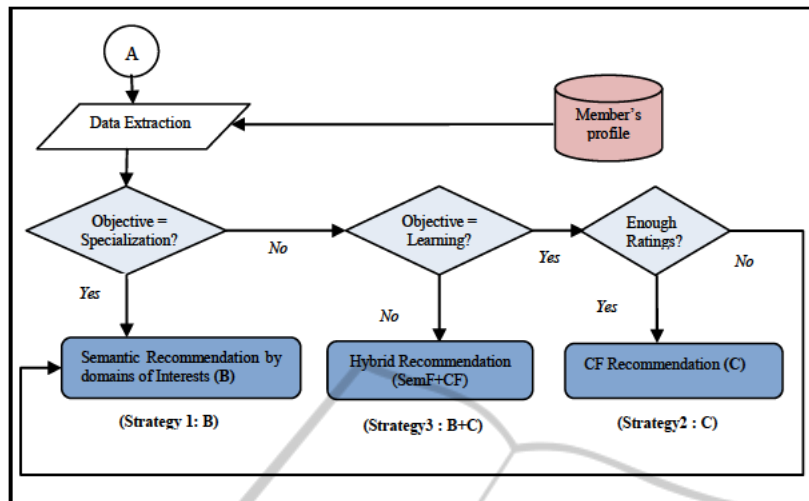 A
Data Extraction
Member's
profile
Objective =
Specialization?
No
Objective =
Learning?
Yes
Enough
Ratings?
No
Yes
No
Yes
Semantic Recommendation by
domains of Interests (B)
Hybrid Recommendation
(SemF+CF)
CF Recommendation (C)
(Strategy 1: B)
(Strategy3 : B+C)
(Strategy2 : C)